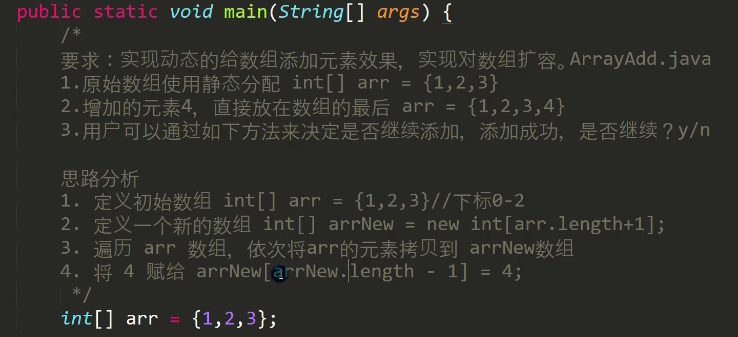 public static void main(String[] args) {
/*
要求：实现动态的给数组添加元素效果，实现对数组扩容。ArrayAdd.java
1.原始数组使用静态分配 int[] arr = {1,2,3}
2.增加的元素4，直接放在数组的最后 arr = {1,2,3,4}
3.用户可以通过如下方法来决定是否继续添加，添加成功，是否继续？y/n
思路分析
1. 定义初始数组 int[] arr = {1,2,3}//下标0-2
2. 定义一个新的数组 int[] arrNew = new int[arr.length+1];
3. 遍历 arr 数组，依次将arr的元素拷贝到 arrNew数组
4. 将 4 赋给 arrNew[arrNew.length - 1] = 4;
*/
int[] arr = {1,2,3};